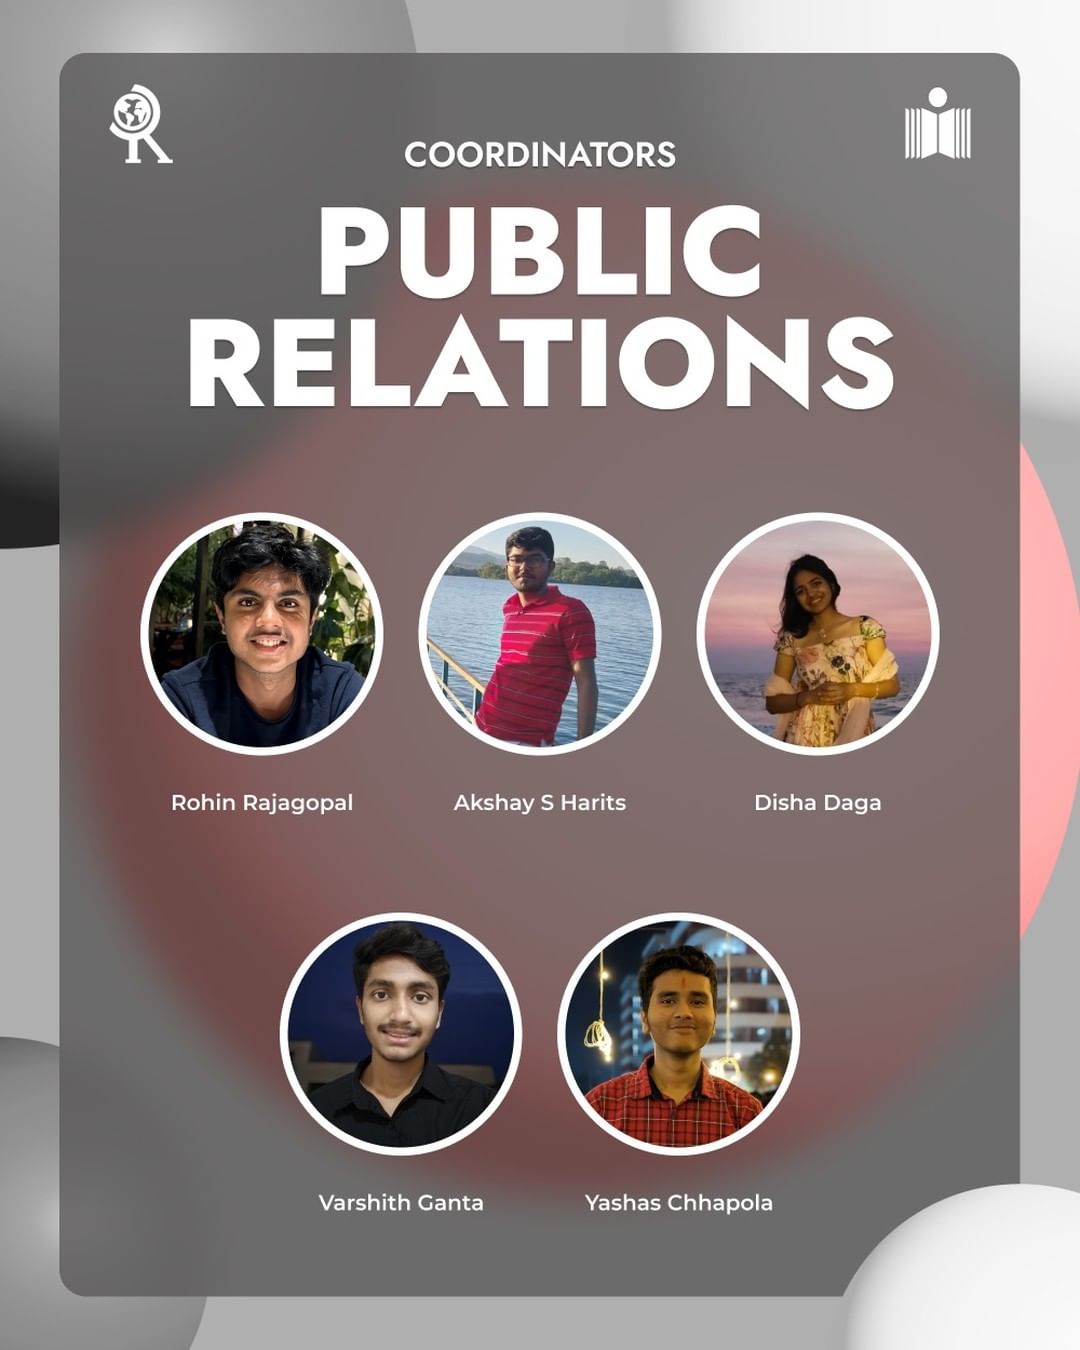 COORDINATORS
PUBLIC
RELATIONS
Rohin Rajagopal
Akshay S Harits
Disha Daga
Varshith Ganta
Yashas Chhapola